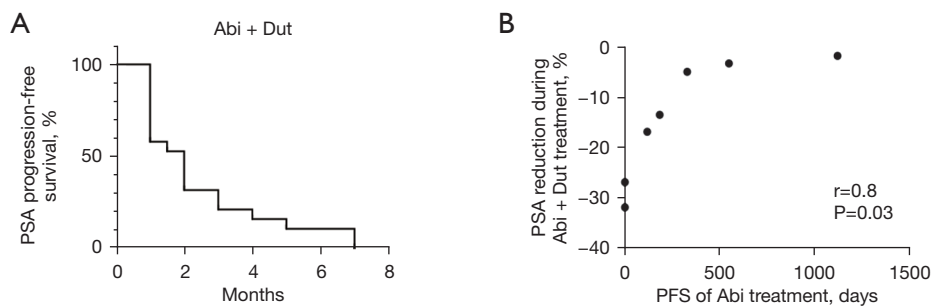 A
Abi + Dut
PSA progression-free
survival, %
100
50
0
0
2
4
6
8
Months
B
PSA reduction during
Abi + Dut treatment, %
0
−10
−20
−30
−40
r=0.8
P=0.03
0
500
1000
1500
PFS of Abi treatment, days